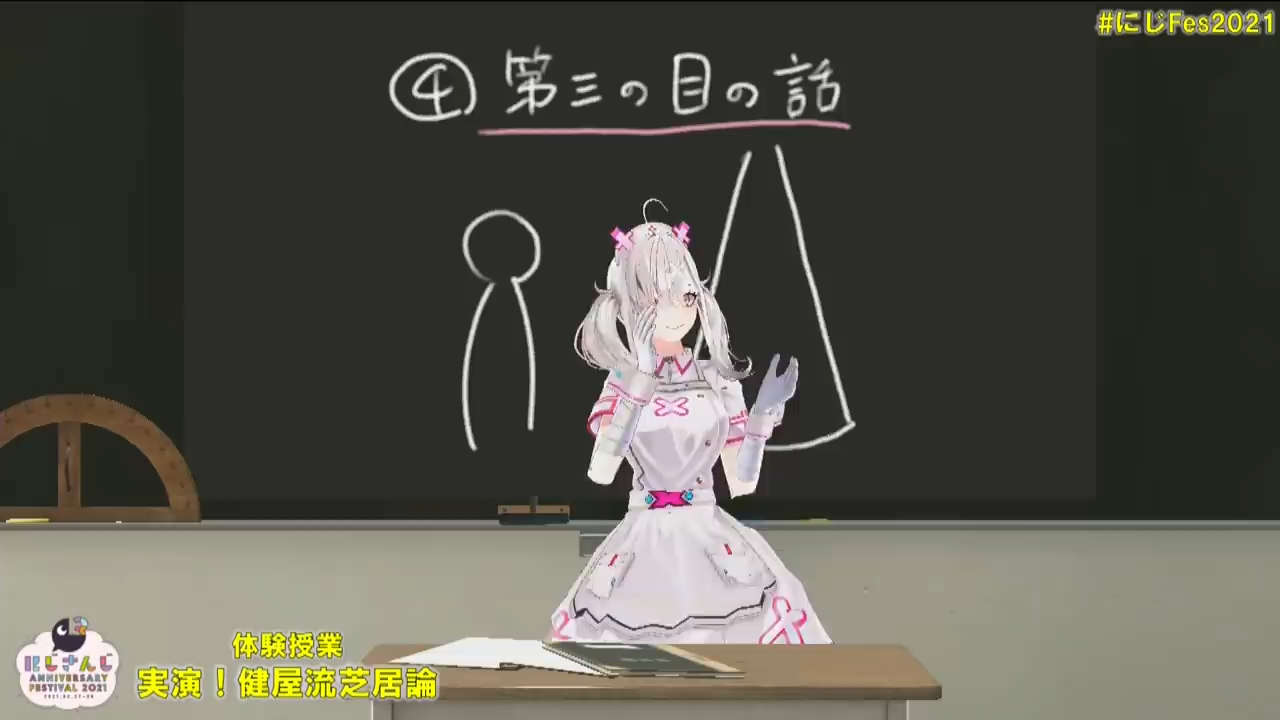 #にじFes2021
④ 第三の目の話
にじさんじ
ANNIVERSARY
FESTIVAL 2021
体験授業
実演！健屋流芝居論